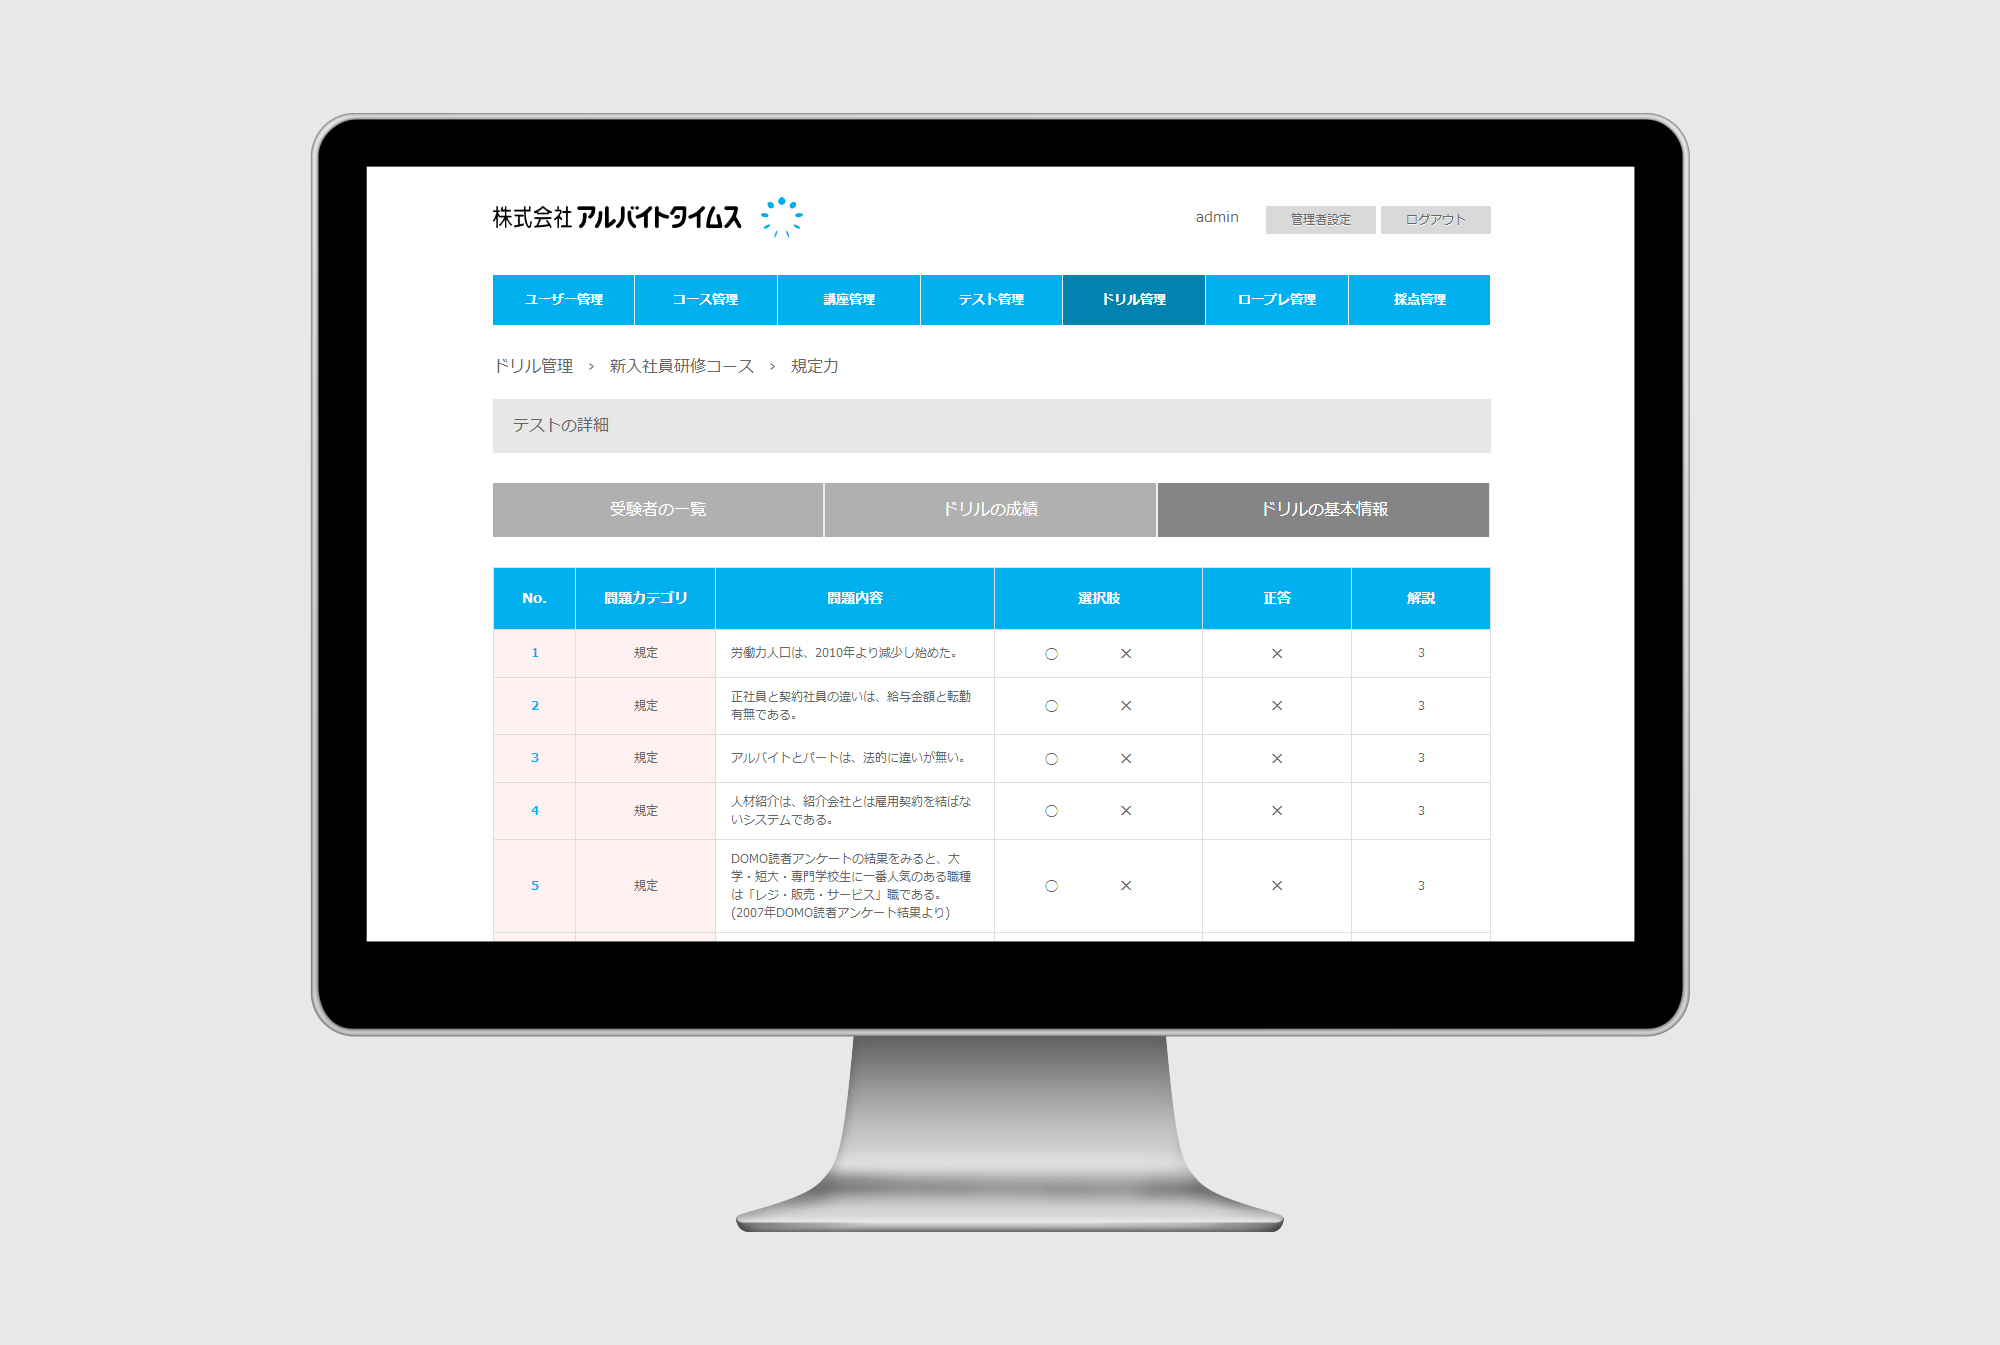 株式会社 アルバイトタイムス
admin 管理者設定 ログアウト
ユーザー管理 コース管理 講座管理 テスト管理 ドリル管理 ロープレ管理 採点管理
ドリル管理 › 新入社員研修コース › 規定力
テストの詳細
受験者の一覧 ドリルの成績 ドリルの基本情報
No. 問題カテゴリ 問題内容 選択肢 正答 解説
1 規定 労働力人口は、2010年より減少し始めた。 ○ × × 3
2 規定 正社員と契約社員の違いは、給与金額と転勤
有無である。 ○ × × 3
3 規定 アルバイトとパートは、法的に違いが無い。 ○ × × 3
4 規定 人材紹介は、紹介会社とは雇用契約を結ばな
いシステムである。 ○ × × 3
5 規定 DOMO読者アンケートの結果をみると、大
学・短大・専門学校生に一番人気のある職種
は「レジ・販売・サービス」職である。
(2007年DOMO読者アンケート結果より) ○ × × 3